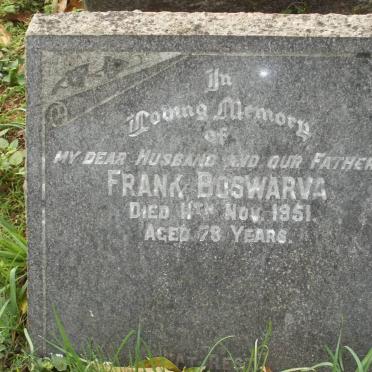 In
Loving Memory
of
MY DEAR HUSBAND AND OUR FATHER
FRANK BOSWARVA
DIED 11TH NOV. 1951.
AGED 78 YEARS.